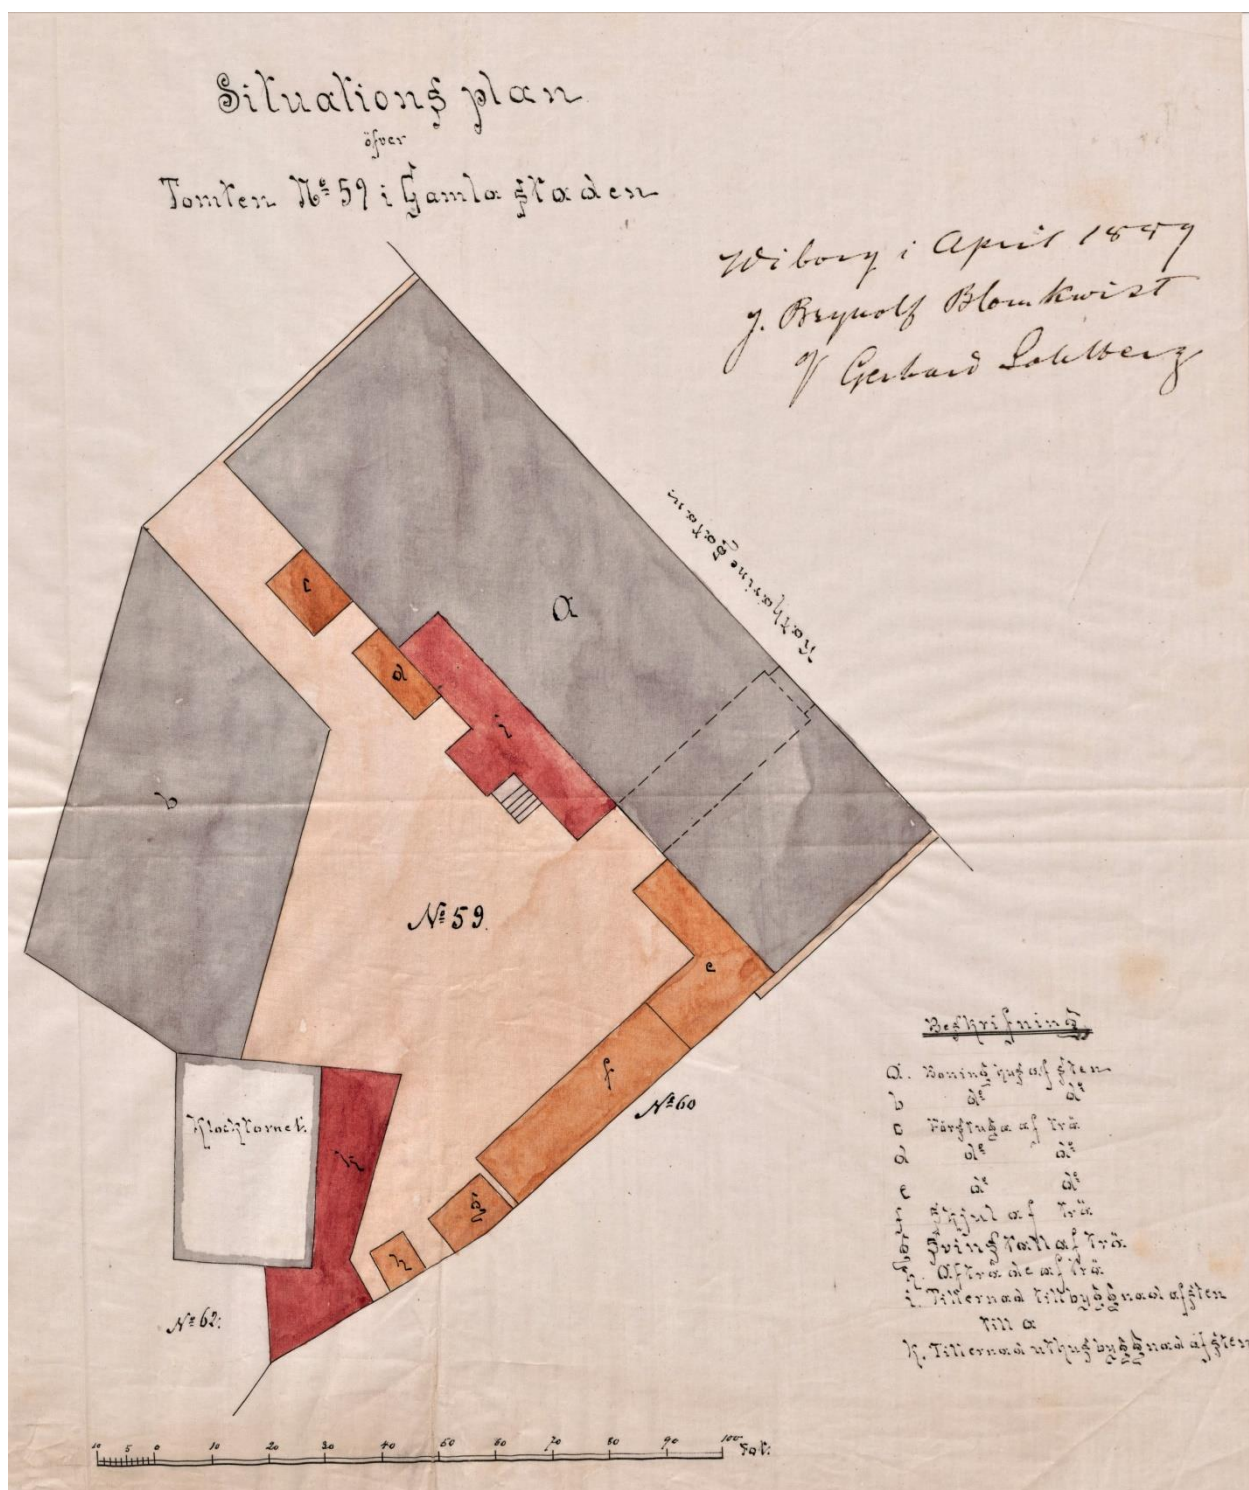 Situations plan
öfver
Tomten No 59 i Gamla staden
Wiborg i April 1889
J. Brynolf Blomkwist
Gerhard
Katharine gatan
a
c
d
i
b
No 59.
e
f
No 60
Klocktornet.
k
g
h
No 62.
Beskrifning
a. Boningshus af sten
b do do
c Förstuga af trä
d do do
e do do
f Skjul af trä
g Svinstall af trä
h. Afträde af trä
i. Tillernad tillbyggnad af sten
till a
k. Tillernad uthusbyggnad af sten
10 5 0 10 20 30 40 50 60 70 80 90 100 Fot.